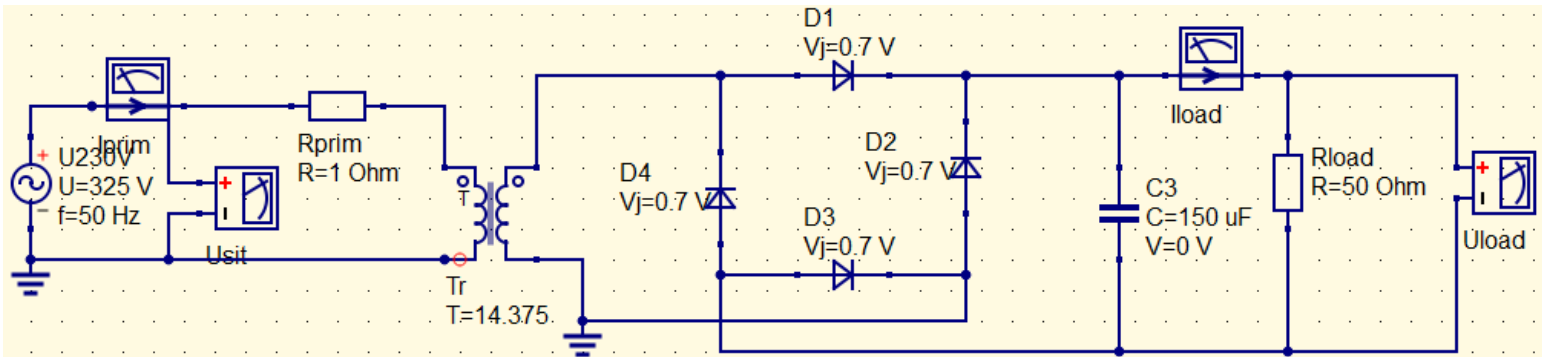 D1
Vj=0.7 V
Iprim
U230V
U=325 V
f=50 Hz
+
−
Rprim
R=1 Ohm
+
I
Usit
T
Tr
T=14.375
D4
Vj=0.7 V
D2
Vj=0.7 V
D3
Vj=0.7 V
C3
C=150 uF
V=0 V
Iload
Rload
R=50 Ohm
+
I
Uload